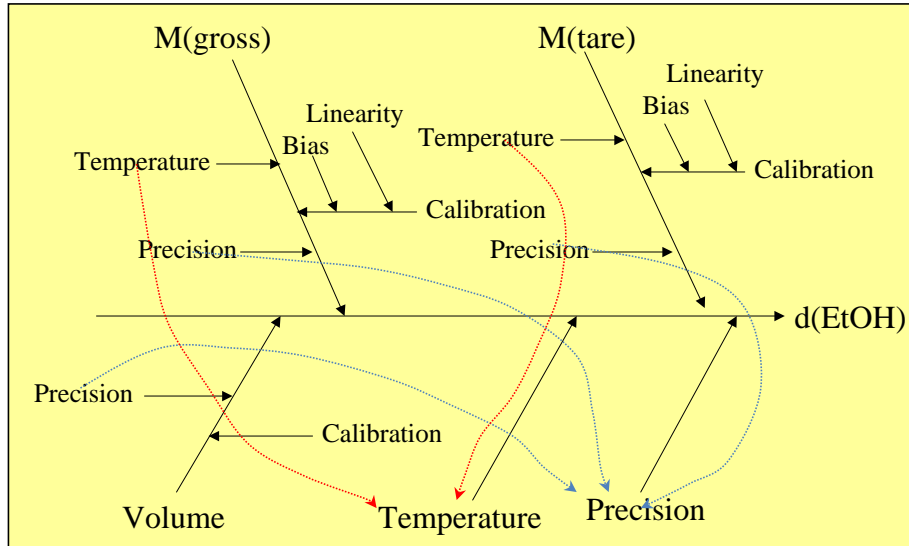 M(gross)
M(tare)
Linearity
Linearity
Bias
Bias
Temperature
Temperature
Calibration
Calibration
Precision
Precision
d(EtOH)
Precision
Calibration
Volume
Temperature
Precision